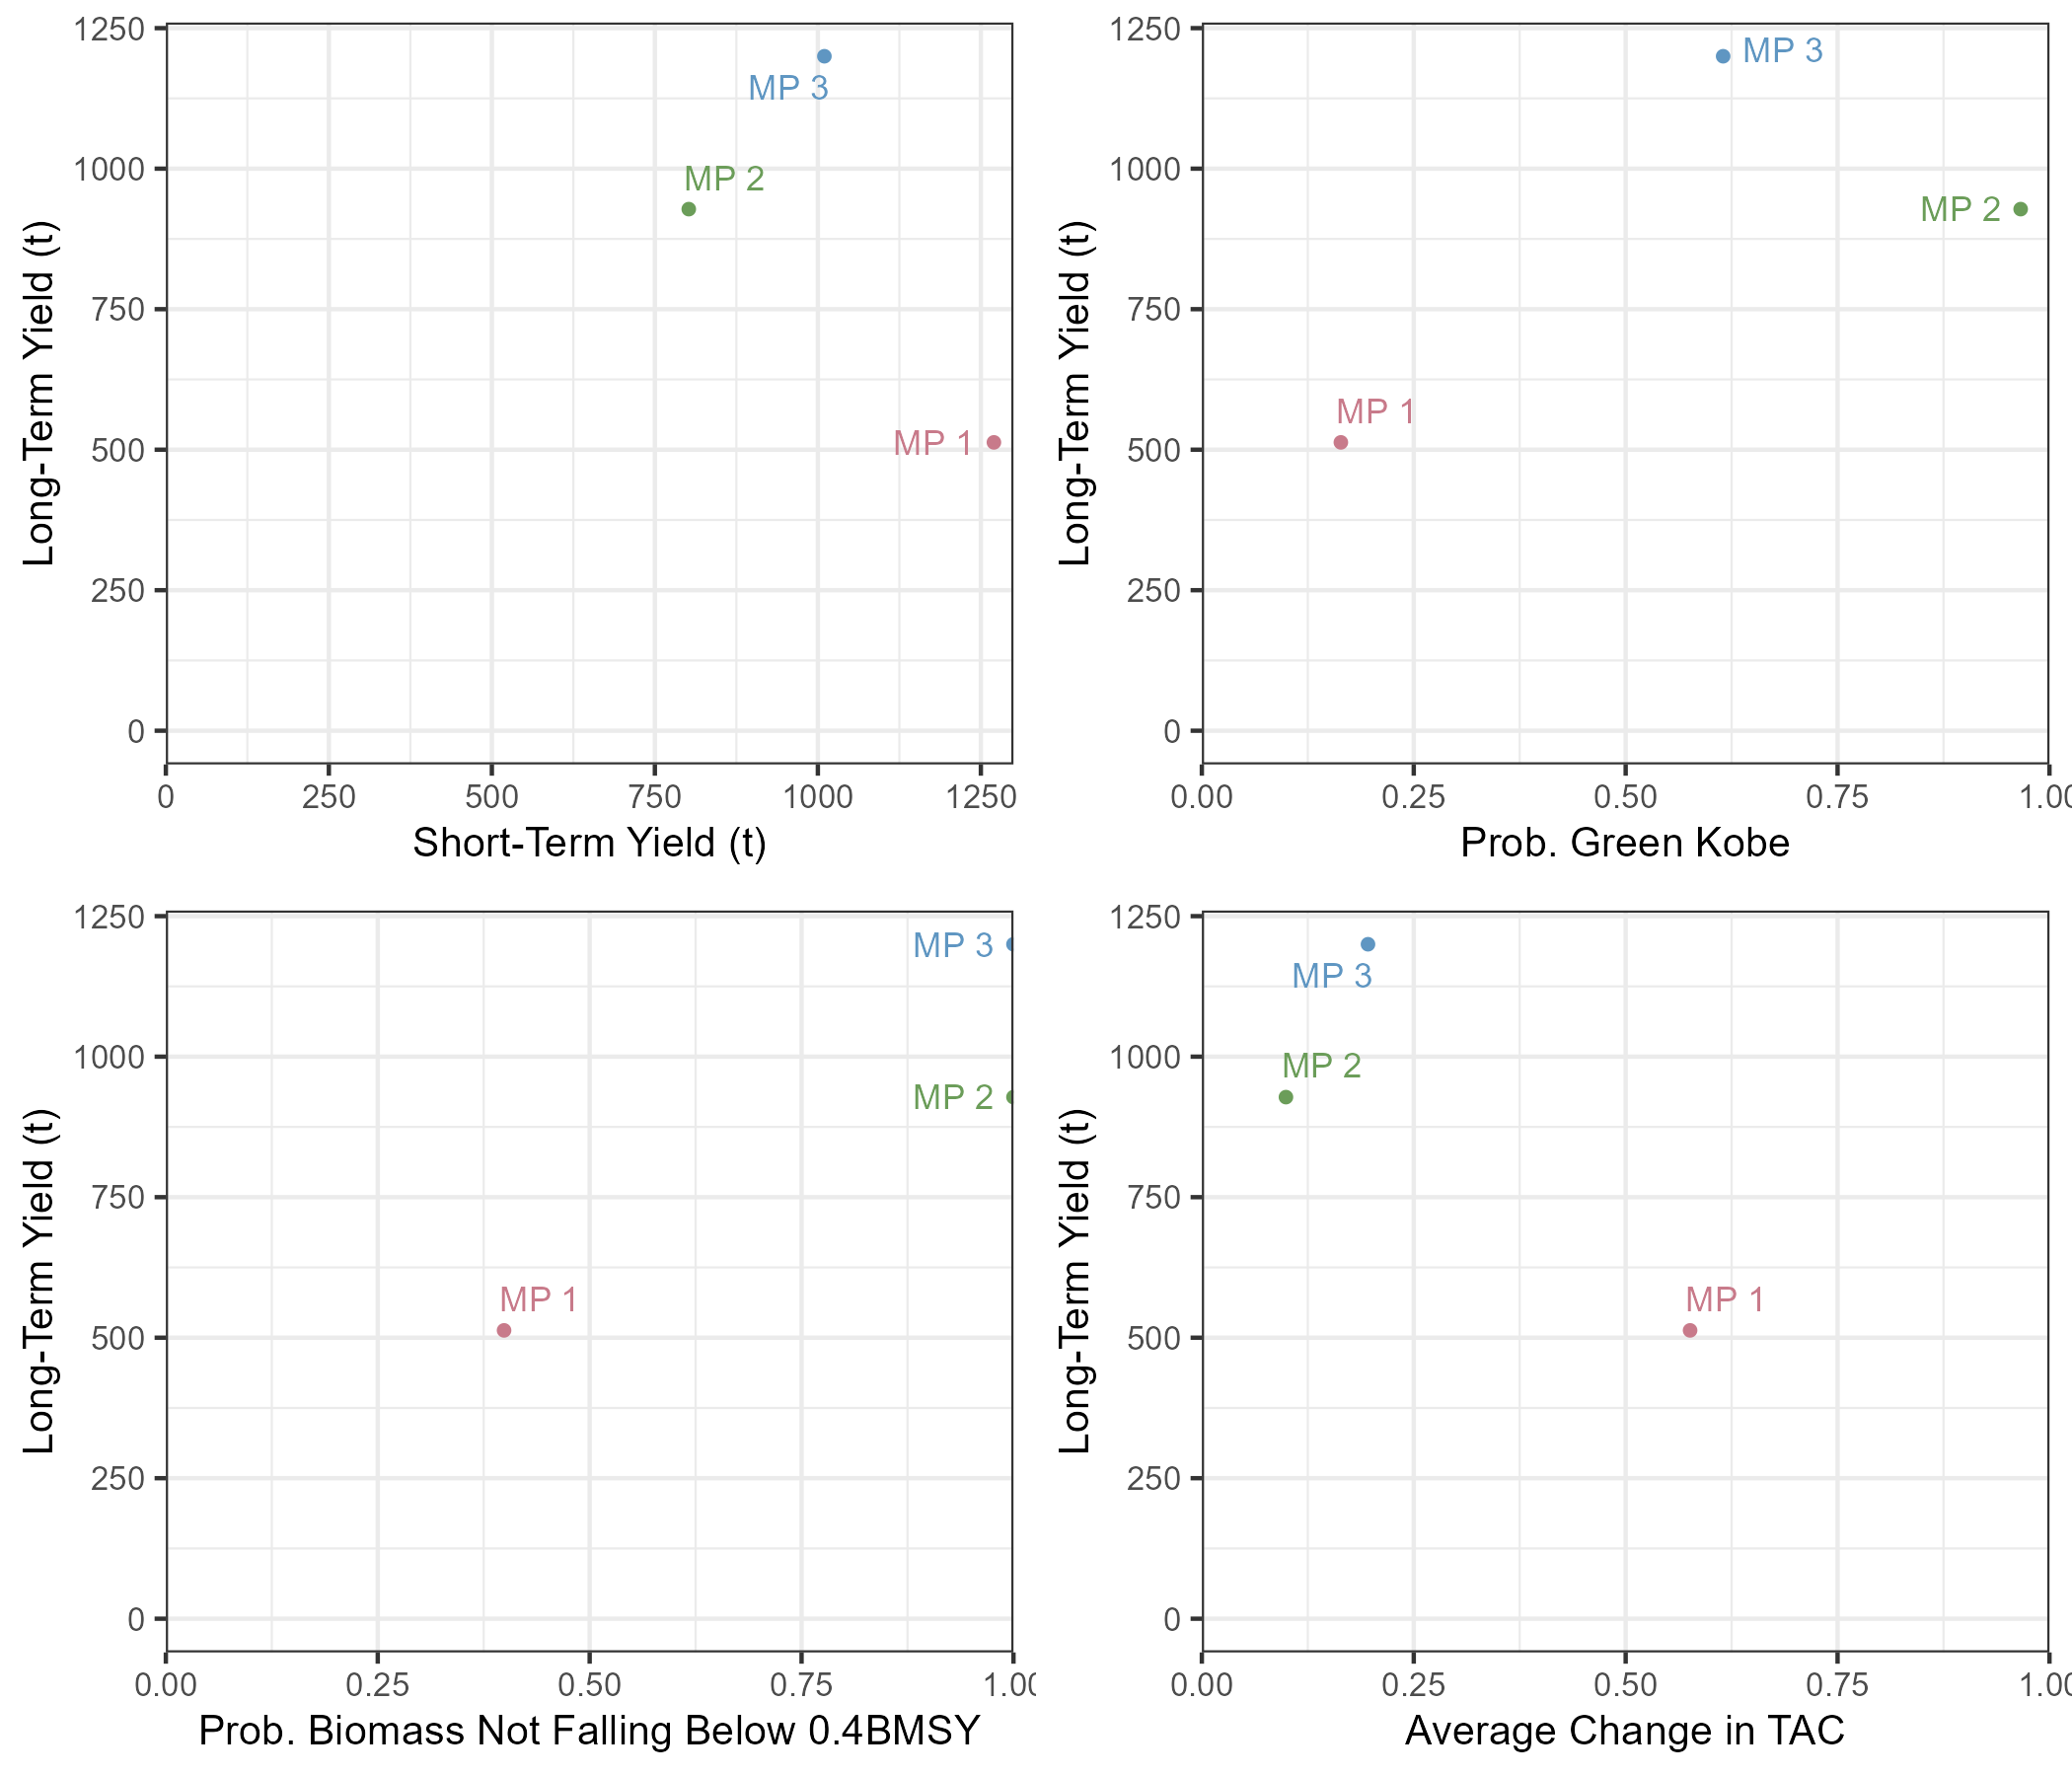 1250
1000
750
500
250
0
Long-Term Yield (t)
MP 3
MP 2
MP 1
0 250 500 750 1000 1250
Short-Term Yield (t)
1250
1000
750
500
250
0
Long-Term Yield (t)
MP 3
MP 2
MP 1
0.00 0.25 0.50 0.75 1.00
Prob. Green Kobe
1250
1000
750
500
250
0
Long-Term Yield (t)
MP 3
MP 2
MP 1
0.00 0.25 0.50 0.75 1.00
Prob. Biomass Not Falling Below 0.4BMSY
1250
1000
750
500
250
0
Long-Term Yield (t)
MP 3
MP 2
MP 1
0.00 0.25 0.50 0.75 1.00
Average Change in TAC